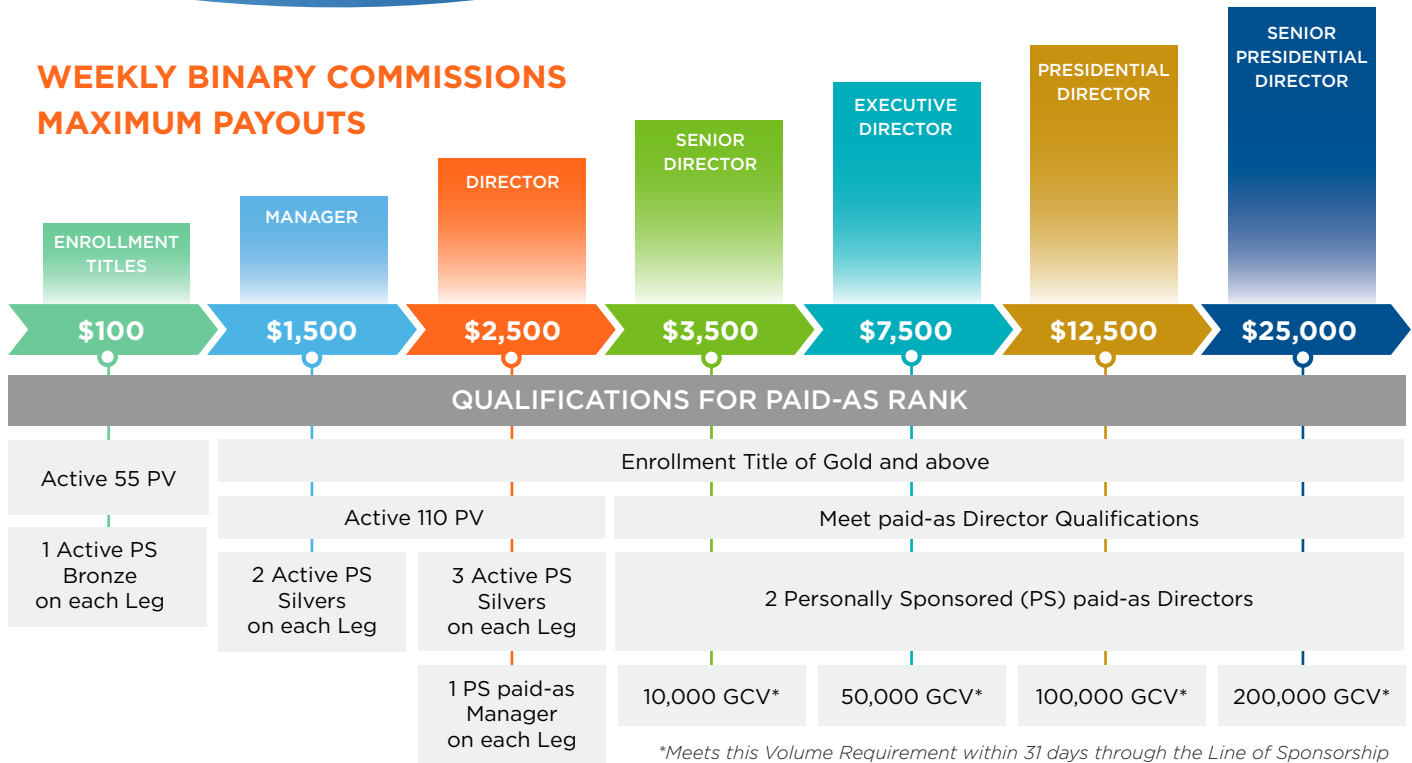 WEEKLY BINARY COMMISSIONS
MAXIMUM PAYOUTS
ENROLLMENT
TITLES
MANAGER
DIRECTOR
SENIOR
DIRECTOR
EXECUTIVE
DIRECTOR
PRESIDENTIAL
DIRECTOR
SENIOR
PRESIDENTIAL
DIRECTOR
$100
$1,500
$2,500
$3,500
$7,500
$12,500
$25,000
QUALIFICATIONS FOR PAID-AS RANK
Active 55 PV
Enrollment Title of Gold and above
Active 110 PV
Meet paid-as Director Qualifications
1 Active PS
Bronze
on each Leg
2 Active PS
Silvers
on each Leg
3 Active PS
Silvers
on each Leg
2 Personally Sponsored (PS) paid-as Directors
1 PS paid-as
Manager
on each Leg
10,000 GCV*
50,000 GCV*
100,000 GCV*
200,000 GCV*
*Meets this Volume Requirement within 31 days through the Line of Sponsorship